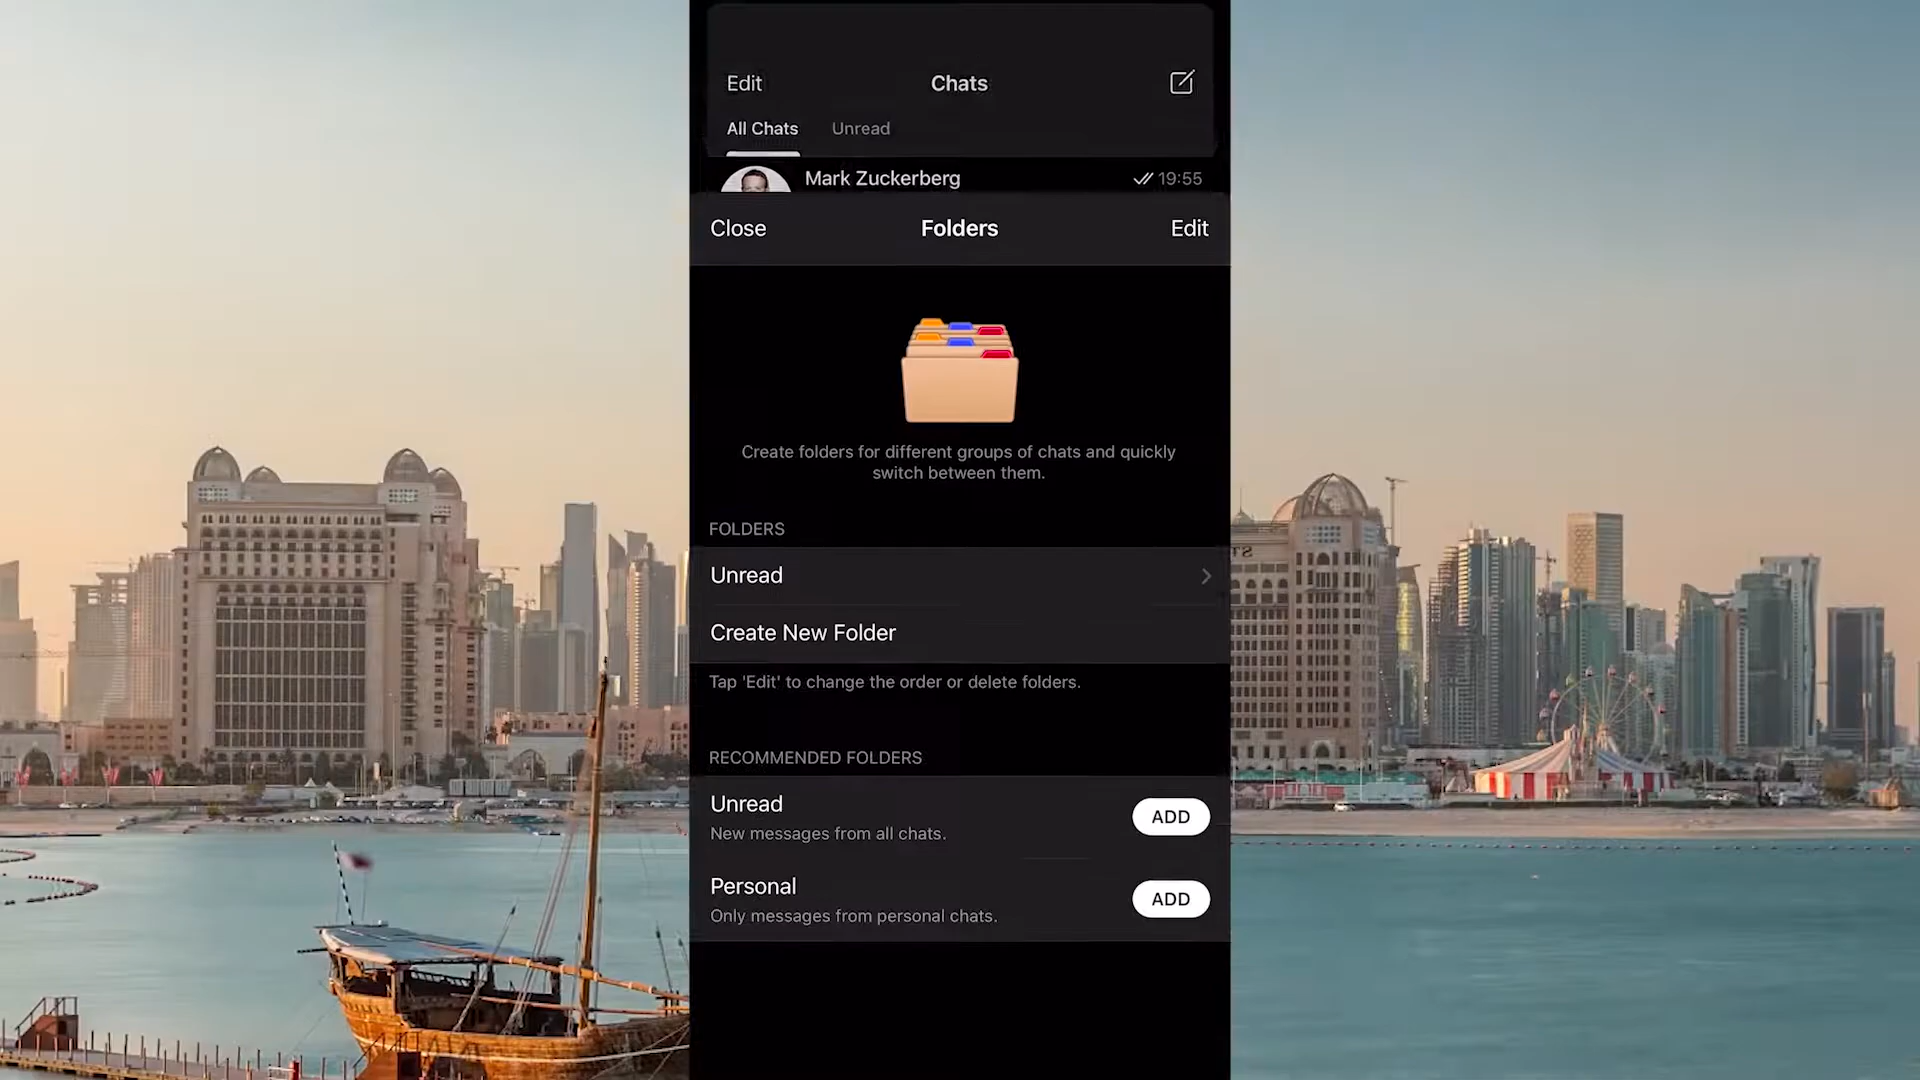 Edit
Chats
All Chats
Unread
Mark Zuckerberg
19:55
Close
Folders
Edit
Create folders for different groups of chats and quickly
switch between them.
FOLDERS
Unread
Create New Folder
Tap 'Edit' to change the order or delete folders.
RECOMMENDED FOLDERS
Unread
ADD
New messages from all chats.
Personal
ADD
Only messages from personal chats.